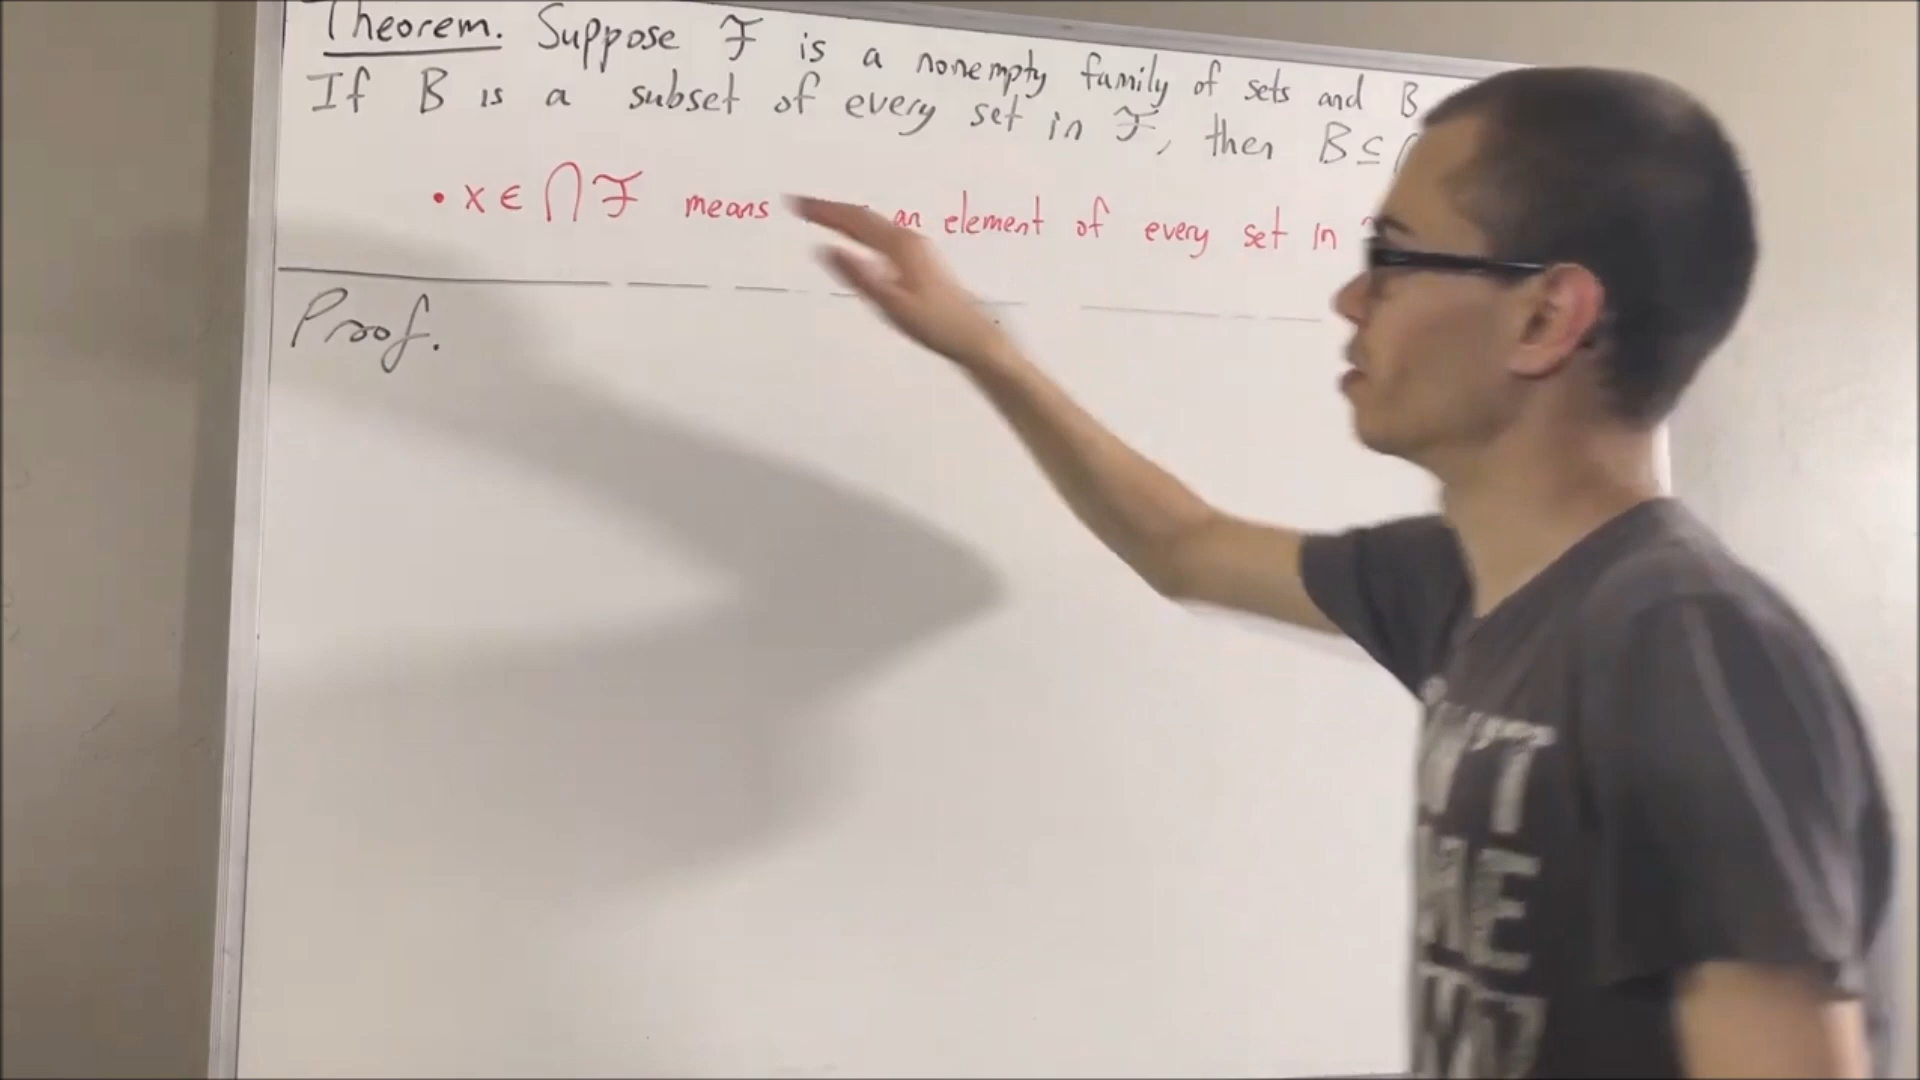 Theorem. Suppose ℱ is a nonempty family of sets and B
If B is a subset of every set in ℱ, then B ⊆
• x ∈ ⋂ℱ means an element of every set in
Proof.